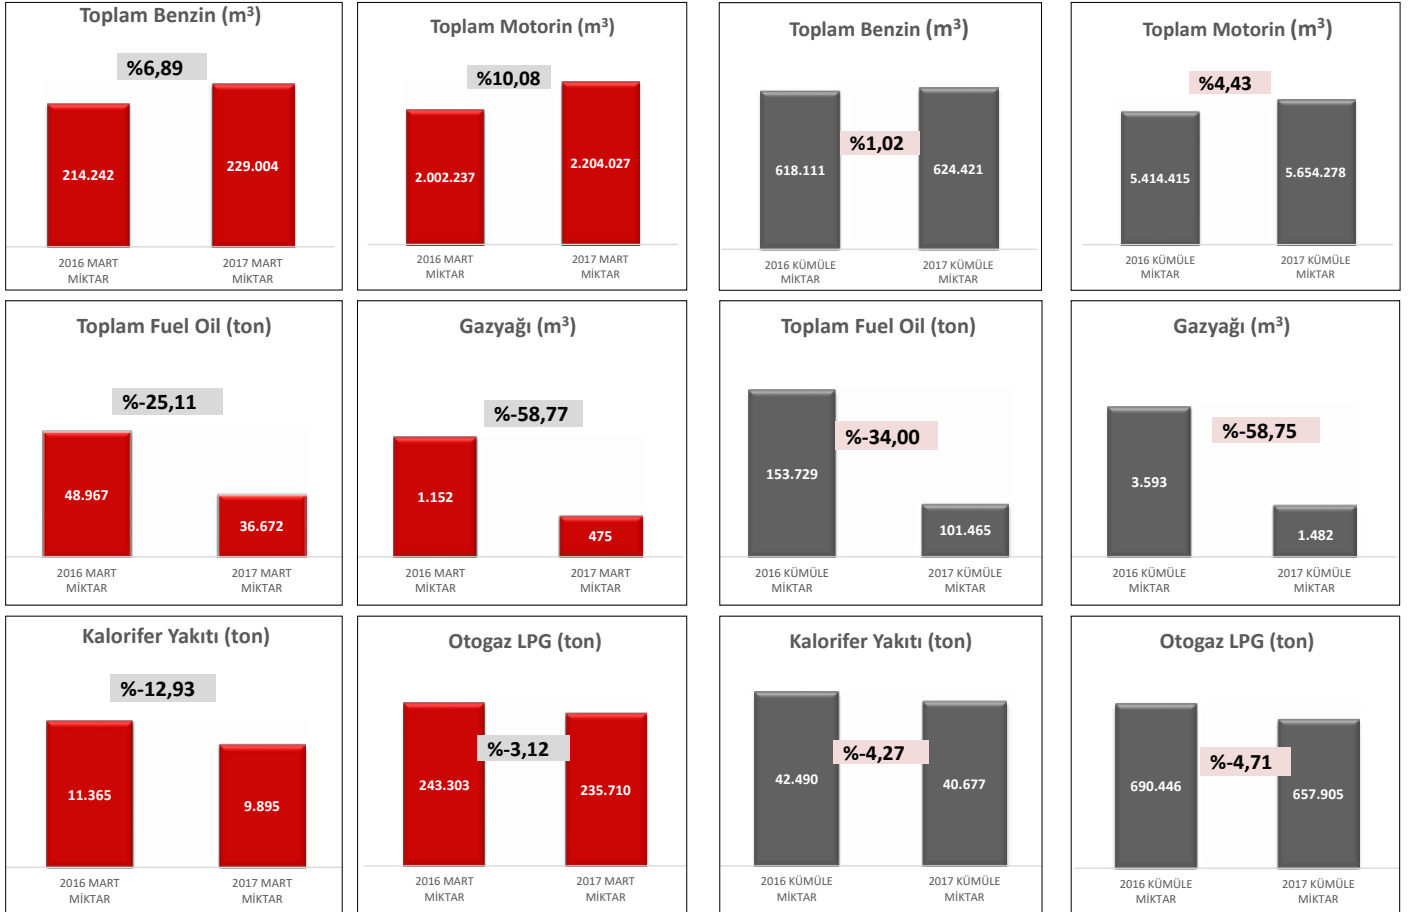 Toplam Benzin (m³)
%6,89
214.242
229.004
2016 MART
MİKTAR
2017 MART
MİKTAR
Toplam Motorin (m³)
%10,08
2.002.237
2.204.027
2016 MART
MİKTAR
2017 MART
MİKTAR
Toplam Benzin (m³)
%1,02
618.111
624.421
2016 KÜMÜLE
MİKTAR
2017 KÜMÜLE
MİKTAR
Toplam Motorin (m³)
%4,43
5.414.415
5.654.278
2016 KÜMÜLE
MİKTAR
2017 KÜMÜLE
MİKTAR
Toplam Fuel Oil (ton)
%-25,11
48.967
36.672
2016 MART
MİKTAR
2017 MART
MİKTAR
Gazyağı (m³)
%-58,77
1.152
475
2016 MART
MİKTAR
2017 MART
MİKTAR
Toplam Fuel Oil (ton)
%-34,00
153.729
101.465
2016 KÜMÜLE
MİKTAR
2017 KÜMÜLE
MİKTAR
Gazyağı (m³)
%-58,75
3.593
1.482
2016 KÜMÜLE
MİKTAR
2017 KÜMÜLE
MİKTAR
Kalorifer Yakıtı (ton)
%-12,93
11.365
9.895
2016 MART
MİKTAR
2017 MART
MİKTAR
Otogaz LPG (ton)
%-3,12
243.303
235.710
2016 MART
MİKTAR
2017 MART
MİKTAR
Kalorifer Yakıtı (ton)
%-4,27
42.490
40.677
2016 KÜMÜLE
MİKTAR
2017 KÜMÜLE
MİKTAR
Otogaz LPG (ton)
%-4,71
690.446
657.905
2016 KÜMÜLE
MİKTAR
2017 KÜMÜLE
MİKTAR